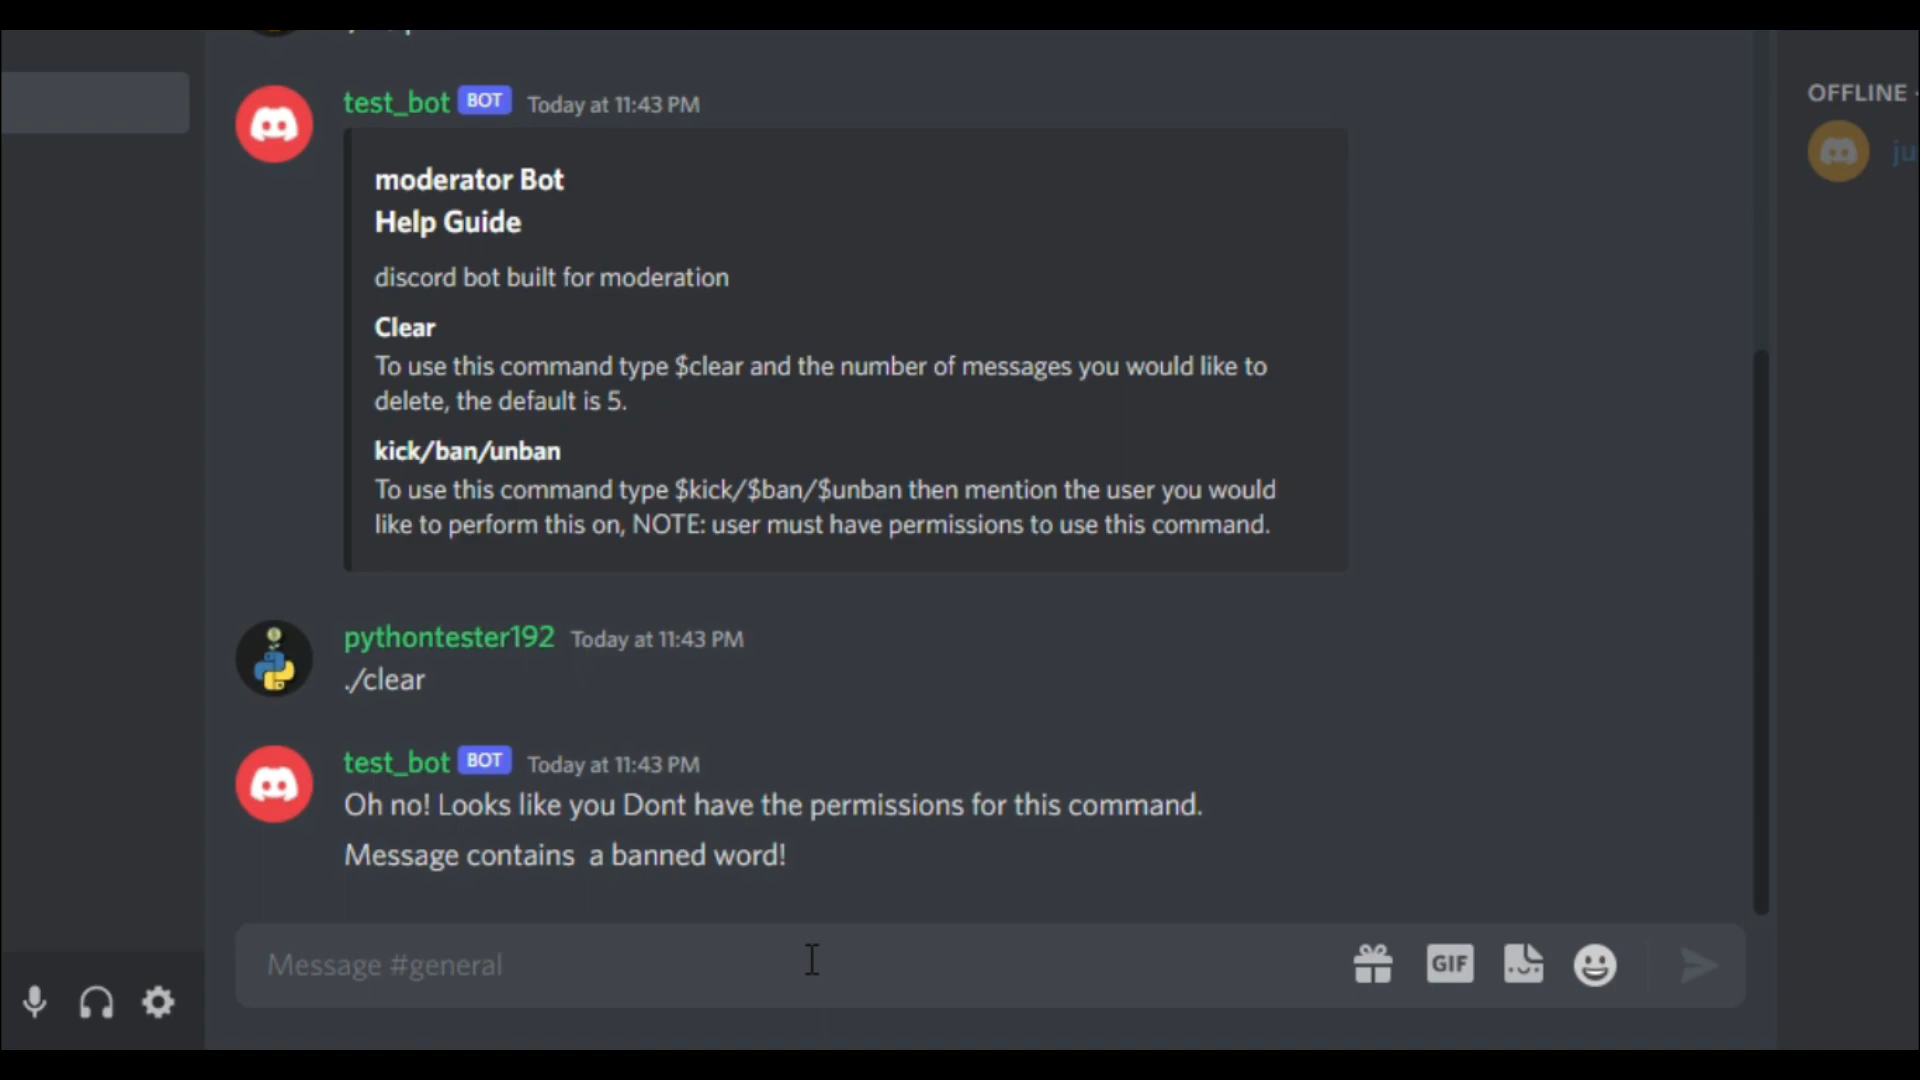 OFFLINE -
ju
test_bot BOT Today at 11:43 PM
moderator Bot
Help Guide
discord bot built for moderation
Clear
To use this command type $clear and the number of messages you would like to
delete, the default is 5.
kick/ban/unban
To use this command type $kick/$ban/$unban then mention the user you would
like to perform this on, NOTE: user must have permissions to use this command.
pythontester192 Today at 11:43 PM
./clear
test_bot BOT Today at 11:43 PM
Oh no! Looks like you Dont have the permissions for this command.
Message contains  a banned word!
Message #general
GIF